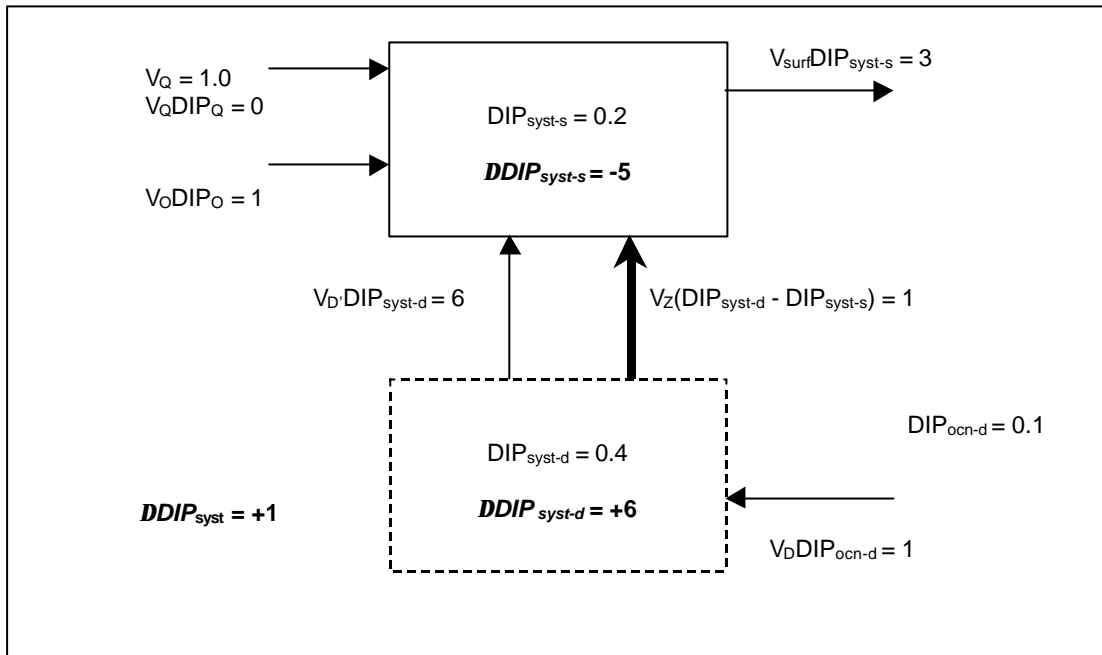 V_Q = 1.0
V_QDIP_Q = 0
V_ODIP_O = 1
V_surfDIP_syst-s = 3
DIP_syst-s = 0.2
DDIP_syst-s = -5
V_D'DIP_syst-d = 6
V_Z(DIP_syst-d - DIP_syst-s) = 1
DIP_syst-d = 0.4
DDIP_syst-d = +6
DIP_ocn-d = 0.1
V_DDIP_ocn-d = 1
DDIP_syst = +1